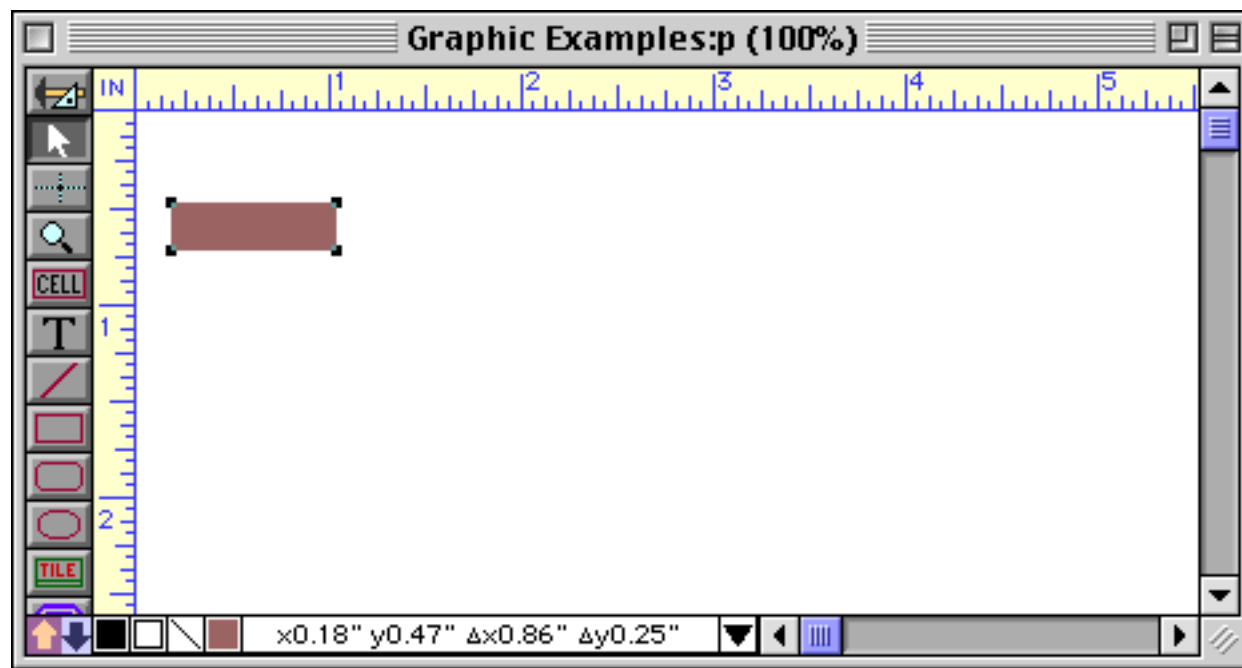 Graphic Examples:p (100%)
IN 1 2 3 4 5
CELL
T
1
2
TILE
x0.18" y0.47" Δx0.86" Δy0.25"